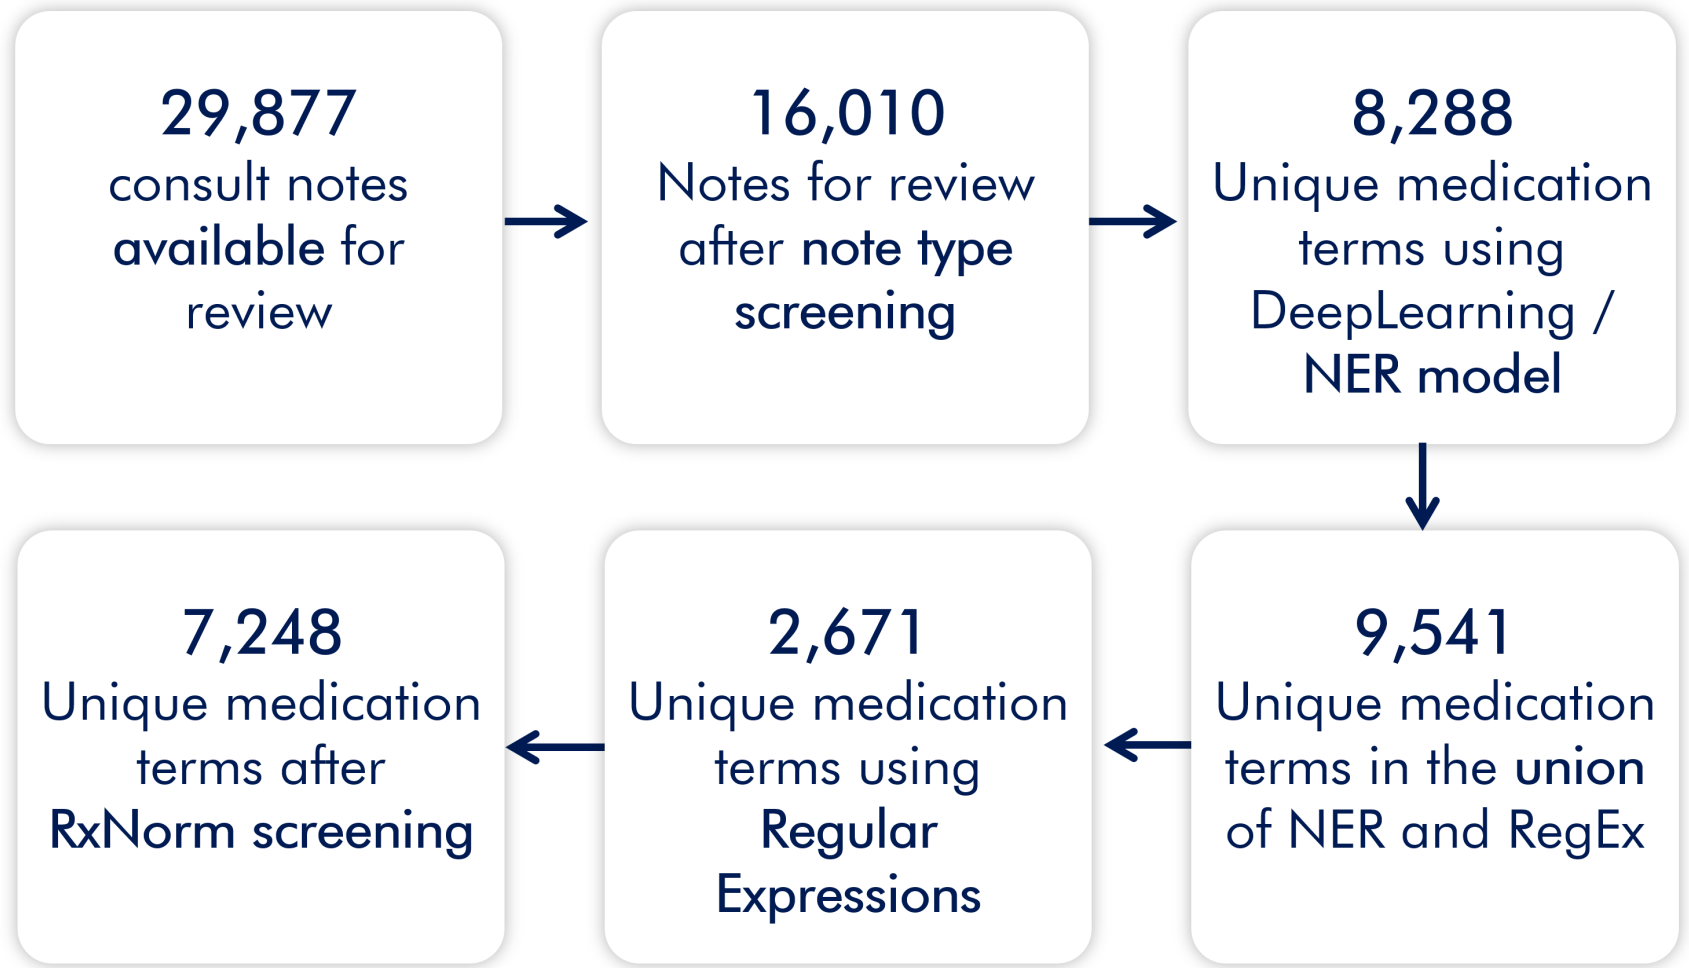 29,877
consult notes
available for
review
16,010
Notes for review
after note type
screening
8,288
Unique medication
terms using
DeepLearning /
NER model
9,541
Unique medication
terms in the union
of NER and RegEx
2,671
Unique medication
terms using
Regular
Expressions
7,248
Unique medication
terms after
RxNorm screening